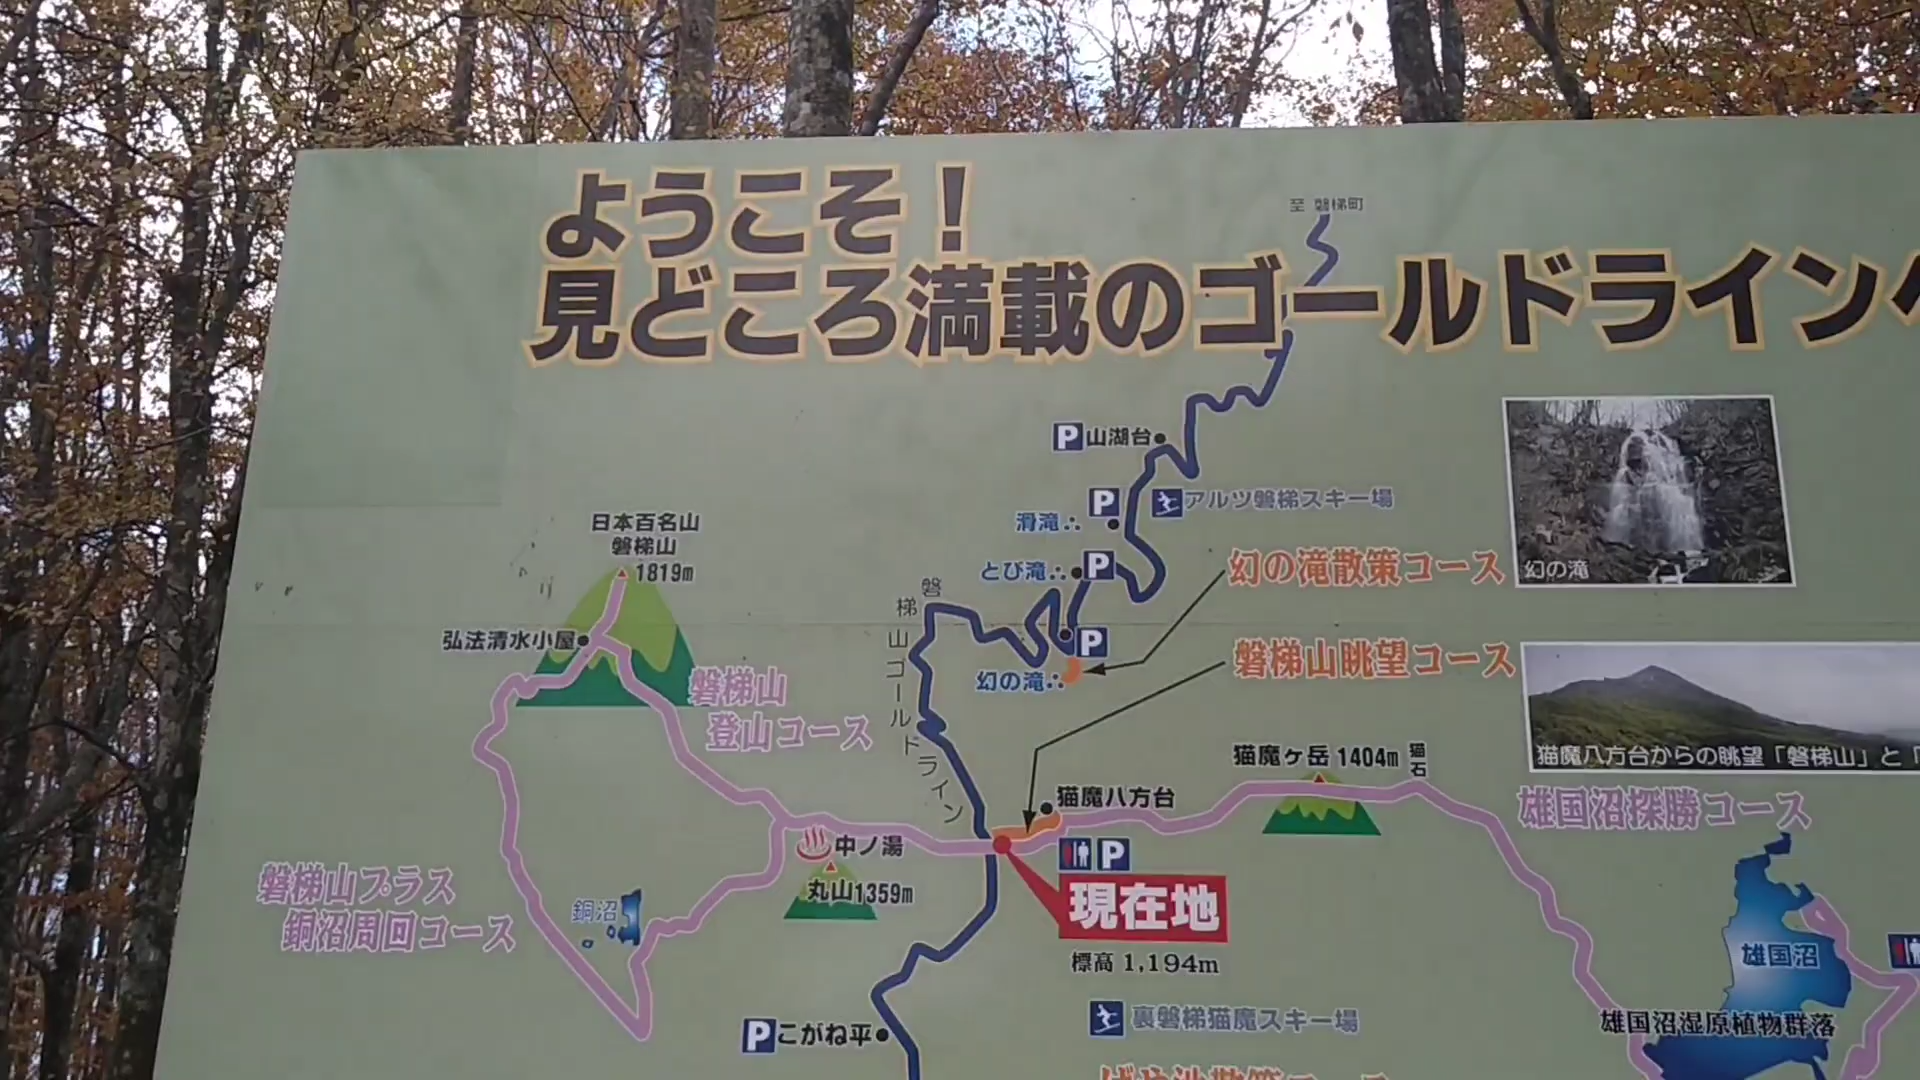 ようこそ！
至 磐梯町
見どころ満載のゴールドライン
P山湖台
P
アルツ磐梯スキー場
滑滝
日本百名山
磐梯山
1819m
とび滝
P
幻の滝散策コース
幻の滝
磐梯山ゴールドライン
弘法清水小屋
P
幻の滝
磐梯山眺望コース
磐梯山
登山コース
猫魔ヶ岳 1404m
猫石
猫魔八方台からの眺望「磐梯山」と「
猫魔八方台
雄国沼探勝コース
中ノ湯
P
丸山1359m
磐梯山プラス
銅沼周回コース
銅沼
現在地
標高 1,194m
雄国沼
裏磐梯猫魔スキー場
雄国沼湿原植物群落
Pこがね平